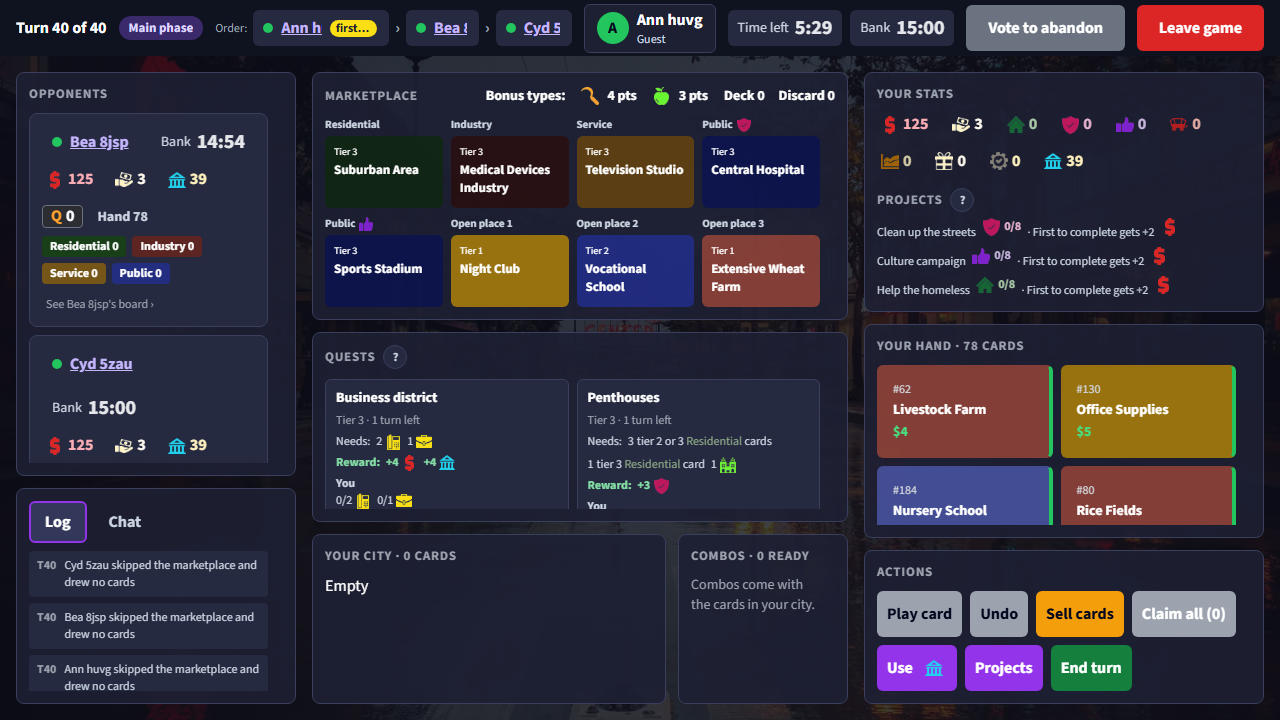 Turn 40 of 40
Main phase
Order:
Ann h
first…
›
Bea 8
›
Cyd 5
A
Ann huvg
Guest
Time left 5:29
Bank 15:00
Vote to abandon
Leave game
OPPONENTS
Bea 8jsp
Bank 14:54
125 3 39
Q 0 Hand 78
Residential 0 Industry 0
Service 0 Public 0
See Bea 8jsp's board ›
Cyd 5zau
Bank 15:00
125 3 39
Log Chat
T40 Cyd 5zau skipped the marketplace and
drew no cards
T40 Bea 8jsp skipped the marketplace and
drew no cards
T40 Ann huvg skipped the marketplace and
drew no cards
MARKETPLACE
Bonus types: 4 pts 3 pts Deck 0 Discard 0
Residential Industry Service Public
Tier 3
Suburban Area
Tier 3
Medical Devices
Industry
Tier 3
Television Studio
Tier 3
Central Hospital
Public Open place 1 Open place 2 Open place 3
Tier 3
Sports Stadium
Tier 1
Night Club
Tier 2
Vocational
School
Tier 1
Extensive Wheat
Farm
QUESTS ?
Business district
Tier 3 · 1 turn left
Needs: 2 1
Reward: +4 +4
You
0/2 0/1
Penthouses
Tier 3 · 1 turn left
Needs: 3 tier 2 or 3 Residential cards
1 tier 3 Residential card 1
Reward: +3
You
YOUR CITY · 0 CARDS
Empty
COMBOS · 0 READY
Combos come with
the cards in your city.
YOUR STATS
$ 125 3 0 0 0 0
0 0 0 39
PROJECTS ?
Clean up the streets 0/8 · First to complete gets +2
Culture campaign 0/8 · First to complete gets +2
Help the homeless 0/8 · First to complete gets +2
YOUR HAND · 78 CARDS
#62
Livestock Farm
$4
#130
Office Supplies
$5
#184
Nursery School
#80
Rice Fields
ACTIONS
Play card Undo Sell cards Claim all (0)
Use Projects End turn